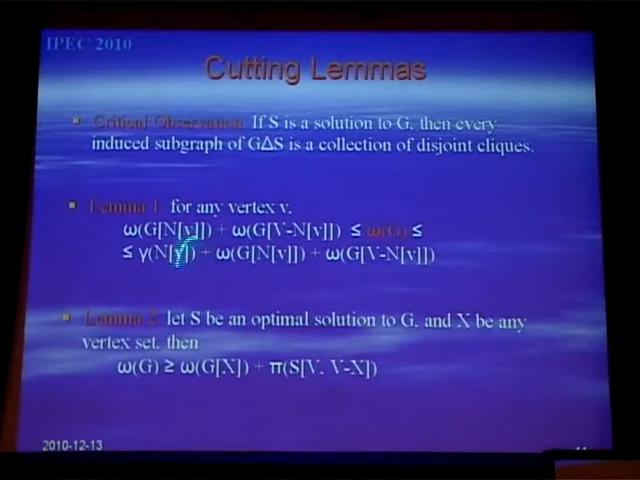 IPEC 2010
Cutting Lemmas
Critical Observation If S is a solution to G, then every
induced subgraph of GΔS is a collection of disjoint cliques.
Lemma 1 for any vertex v,
ω(G[N[v]]) + ω(G[V-N[v]]) ≤ ω(G) ≤
≤ γ(N[v]) + ω(G[N[v]]) + ω(G[V-N[v]])
Lemma 2 let S be an optimal solution to G, and X be any
vertex set, then
ω(G) ≥ ω(G[X]) + π(S[V, V-X])
2010-12-13